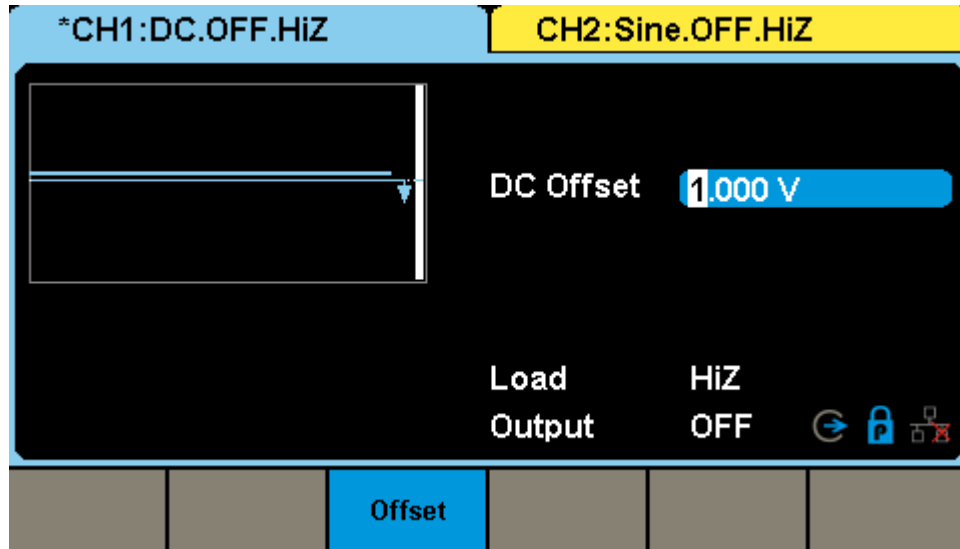 *CH1:DC.OFF.HiZ
CH2:Sine.OFF.HiZ
DC Offset 1.000 V
Load HiZ
Output OFF P
Offset